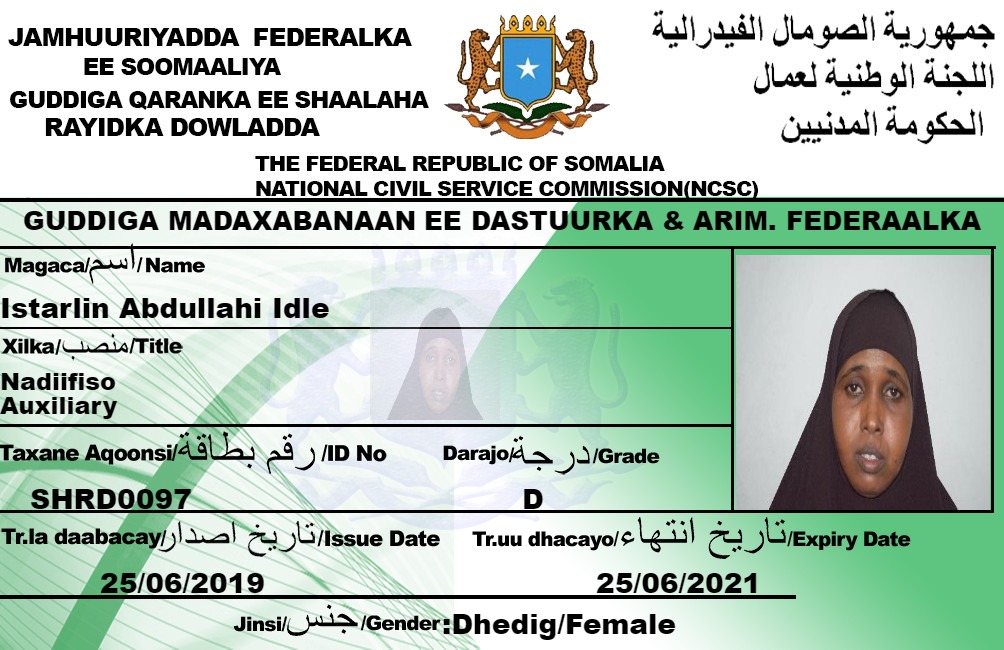 JAMHUURIYADDA FEDERALKA
EE SOOMAALIYA
GUDDIGA QARANKA EE SHAALAHA
RAYIDKA DOWLADDA
جمهورية الصومال الفيدرالية
اللجنة الوطنية لعمال
الحكومة المدنيين
THE FEDERAL REPUBLIC OF SOMALIA
NATIONAL CIVIL SERVICE COMMISSION(NCSC)
GUDDIGA MADAXABANAAN EE DASTUURKA & ARIM. FEDERAALKA
Magaca/اسم/Name
Istarlin Abdullahi Idle
Xilka/منصب/Title
Nadiifiso
Auxiliary
Taxane Aqoonsi/رقم بطاقة/ID No Darajo/درجة/Grade
SHRD0097 D
Tr.la daabacay/تاريخ اصدار/Issue Date Tr.uu dhacayo/تاريخ انتهاء/Expiry Date
25/06/2019 25/06/2021
Jinsi/جنس/Gender:Dhedig/Female